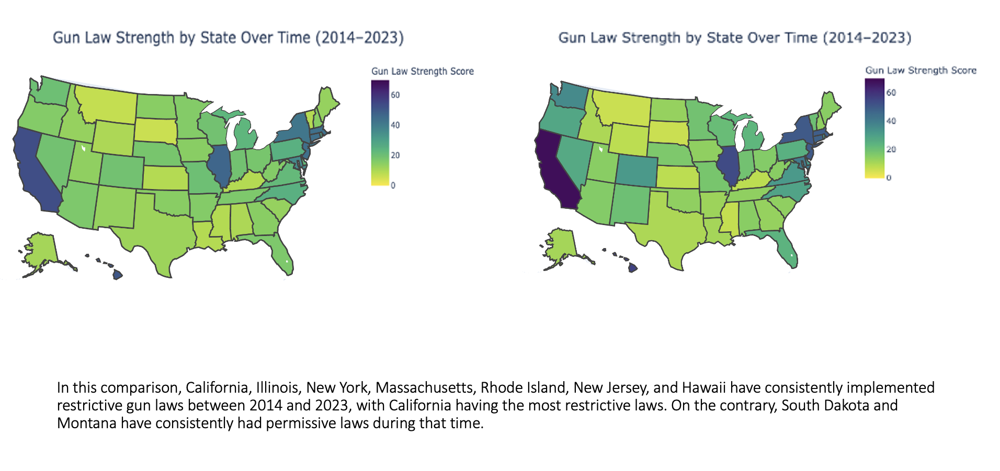 Gun Law Strength by State Over Time (2014–2023)
Gun Law Strength Score
60
40
20
0
Gun Law Strength by State Over Time (2014–2023)
Gun Law Strength Score
60
40
20
0
In this comparison, California, Illinois, New York, Massachusetts, Rhode Island, New Jersey, and Hawaii have consistently implemented
restrictive gun laws between 2014 and 2023, with California having the most restrictive laws. On the contrary, South Dakota and
Montana have consistently had permissive laws during that time.